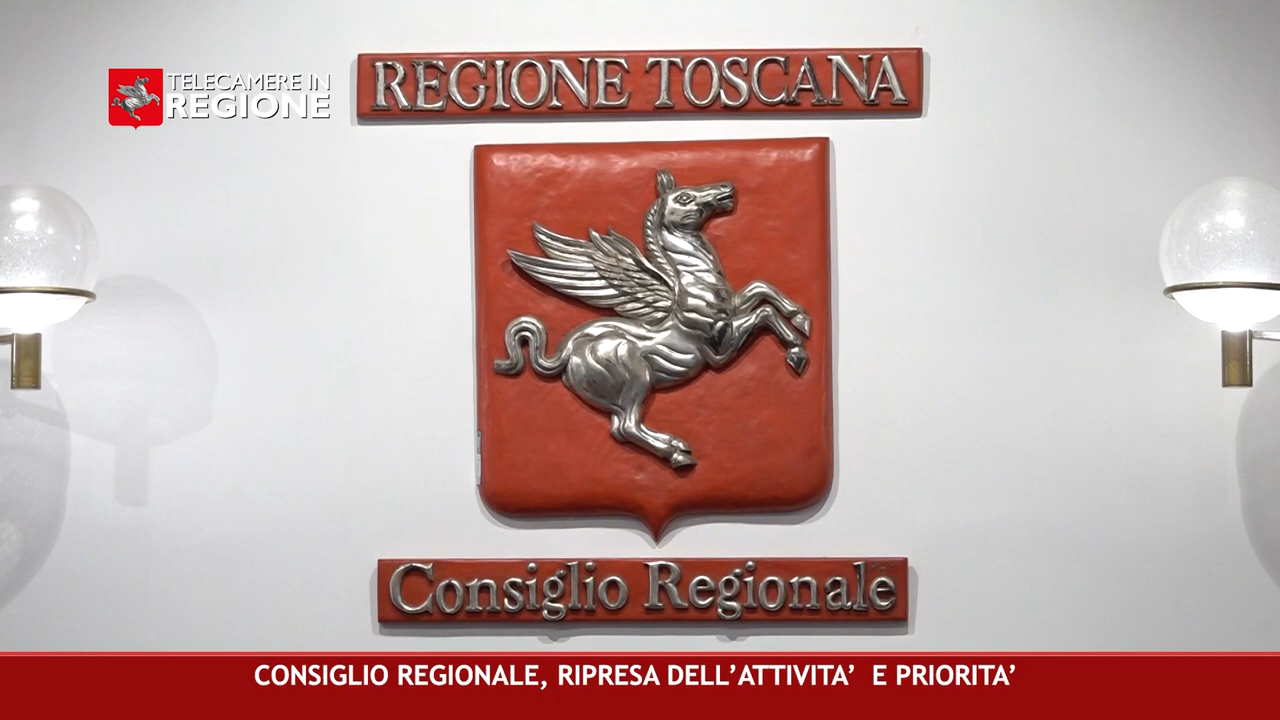 TELECAMERE IN
REGIONE
REGIONE TOSCANA
Consiglio Regionale
CONSIGLIO REGIONALE, RIPRESA DELL’ATTIVITA’  E PRIORITA’